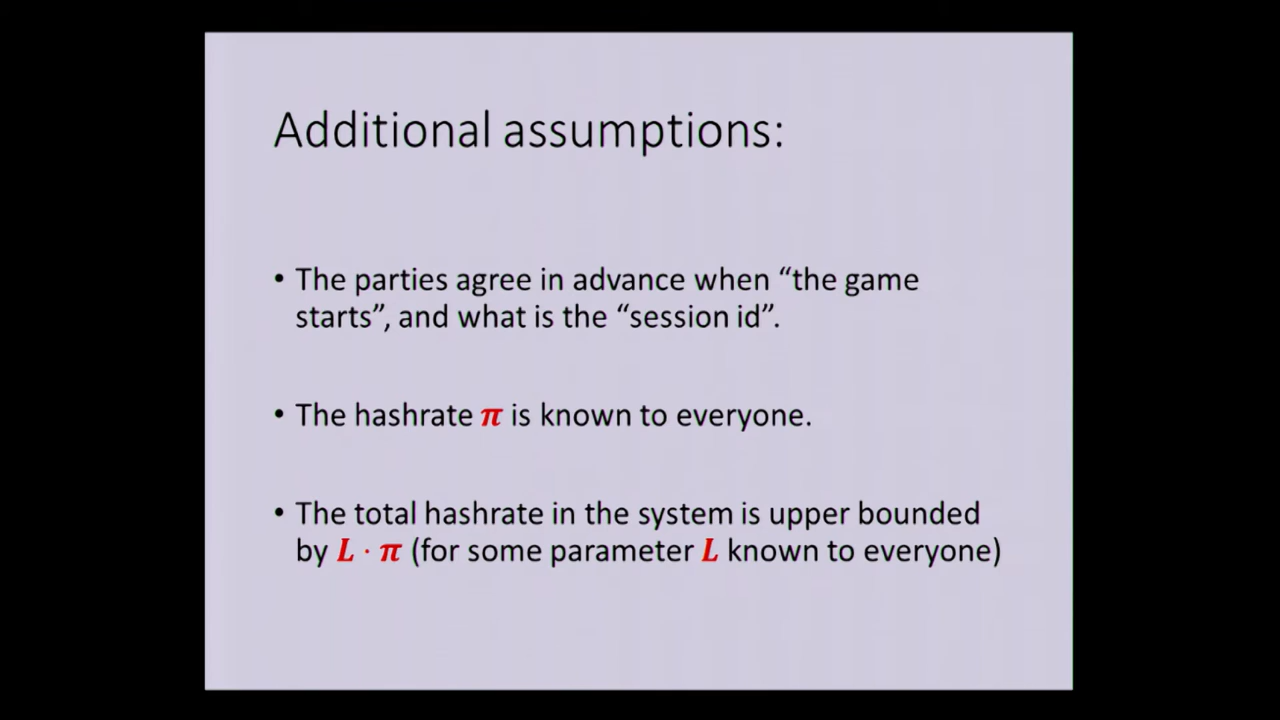 Additional assumptions:
• The parties agree in advance when “the game
starts”, and what is the “session id”.
• The hashrate π is known to everyone.
• The total hashrate in the system is upper bounded
by L · π (for some parameter L known to everyone)